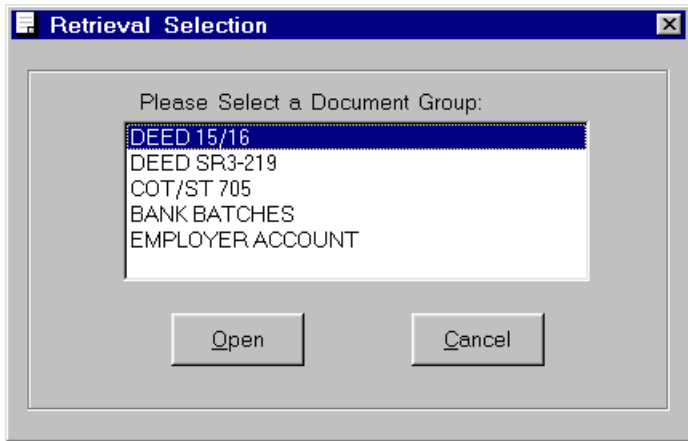 Retrieval Selection
Please Select a Document Group:
DEED 15/16
DEED SR3-219
COT/ST 705
BANK BATCHES
EMPLOYER ACCOUNT
Open
Cancel